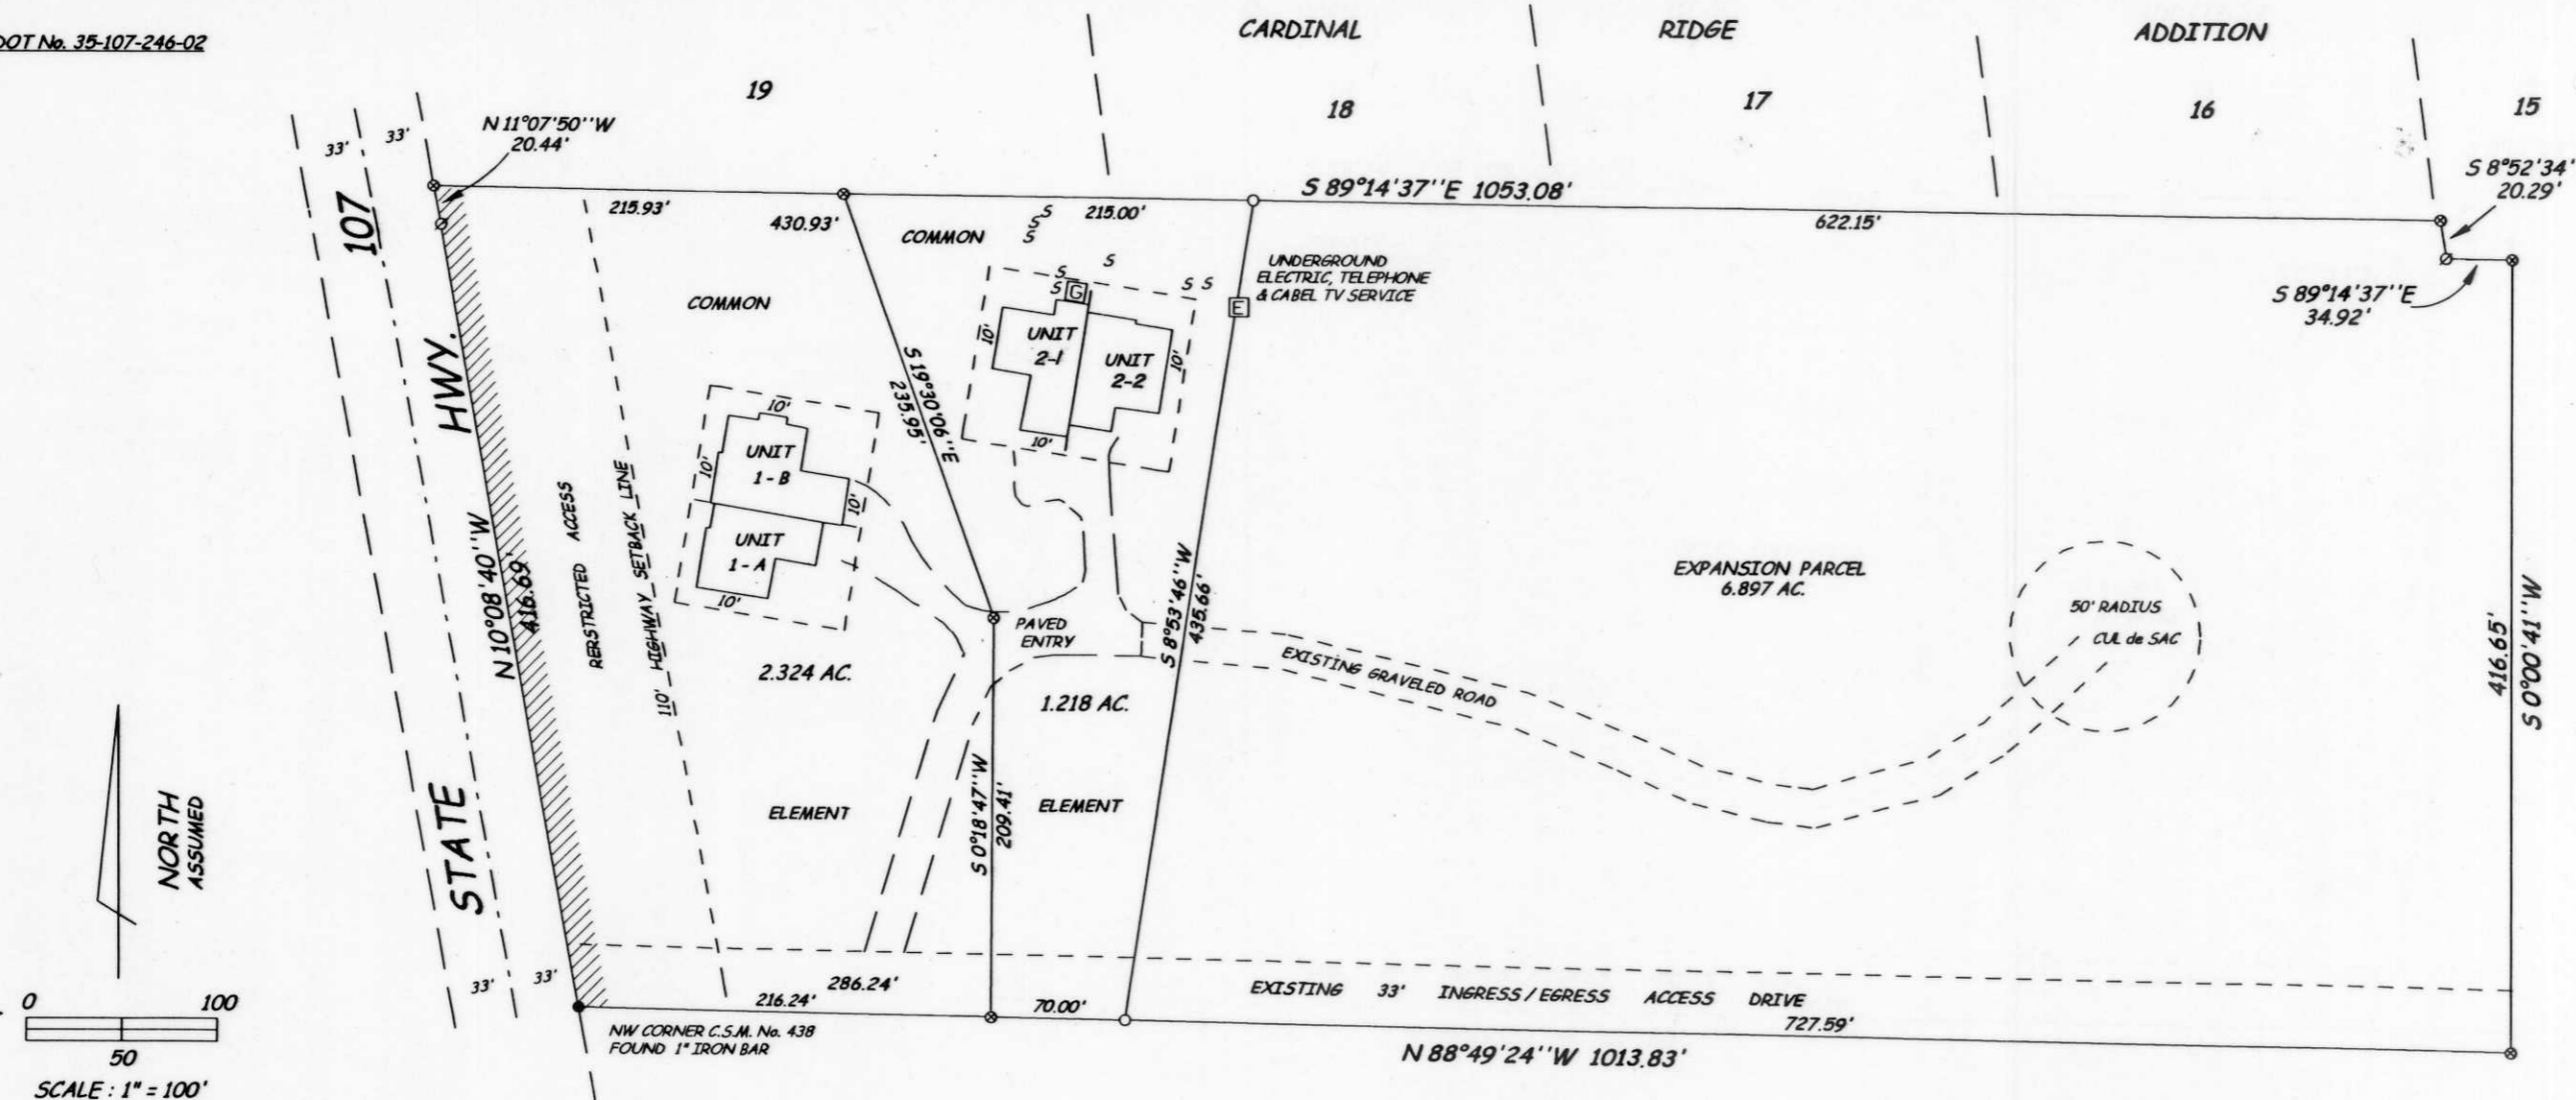 DOT No. 35-107-246-02
CARDINAL RIDGE ADDITION
19
18
17
16
15
N 11°07'50''W
20.44'
33'
33'
S 8°52'34'
20.29'
S 89°14'37''E 1053.08'
215.93'
430.93'
215.00'
622.15'
S
S
S
COMMON
COMMON
UNDERGROUND
ELECTRIC, TELEPHONE
& CABEL TV SERVICE
S
S
S
S S
G
E
S 89°14'37''E
34.92'
10'
UNIT
2-1
UNIT
2-2
10'
10'
S 19°30'06''E
235.95'
10'
UNIT
1-B
10'
10'
UNIT
1-A
10'
STATE HWY. 107
N 10°08'40''W
416.69'
RERSTRICTED ACCESS
110' HIGHWAY SETBACK LINE
2.324 AC.
ELEMENT
PAVED
ENTRY
1.218 AC.
ELEMENT
S 0°18'47''W
209.41'
S 8°53'46''W
435.66'
EXISTING GRAVELED ROAD
EXPANSION PARCEL
6.897 AC.
50' RADIUS
CUL de SAC
416.65'
S 0°00'41''W
NORTH
ASSUMED
33'
33'
286.24'
216.24'
70.00'
EXISTING 33' INGRESS/EGRESS ACCESS DRIVE
727.59'
NW CORNER C.S.M. No. 438
FOUND 1" IRON BAR
N 88°49'24''W 1013.83'
0
100
50
SCALE : 1" = 100'